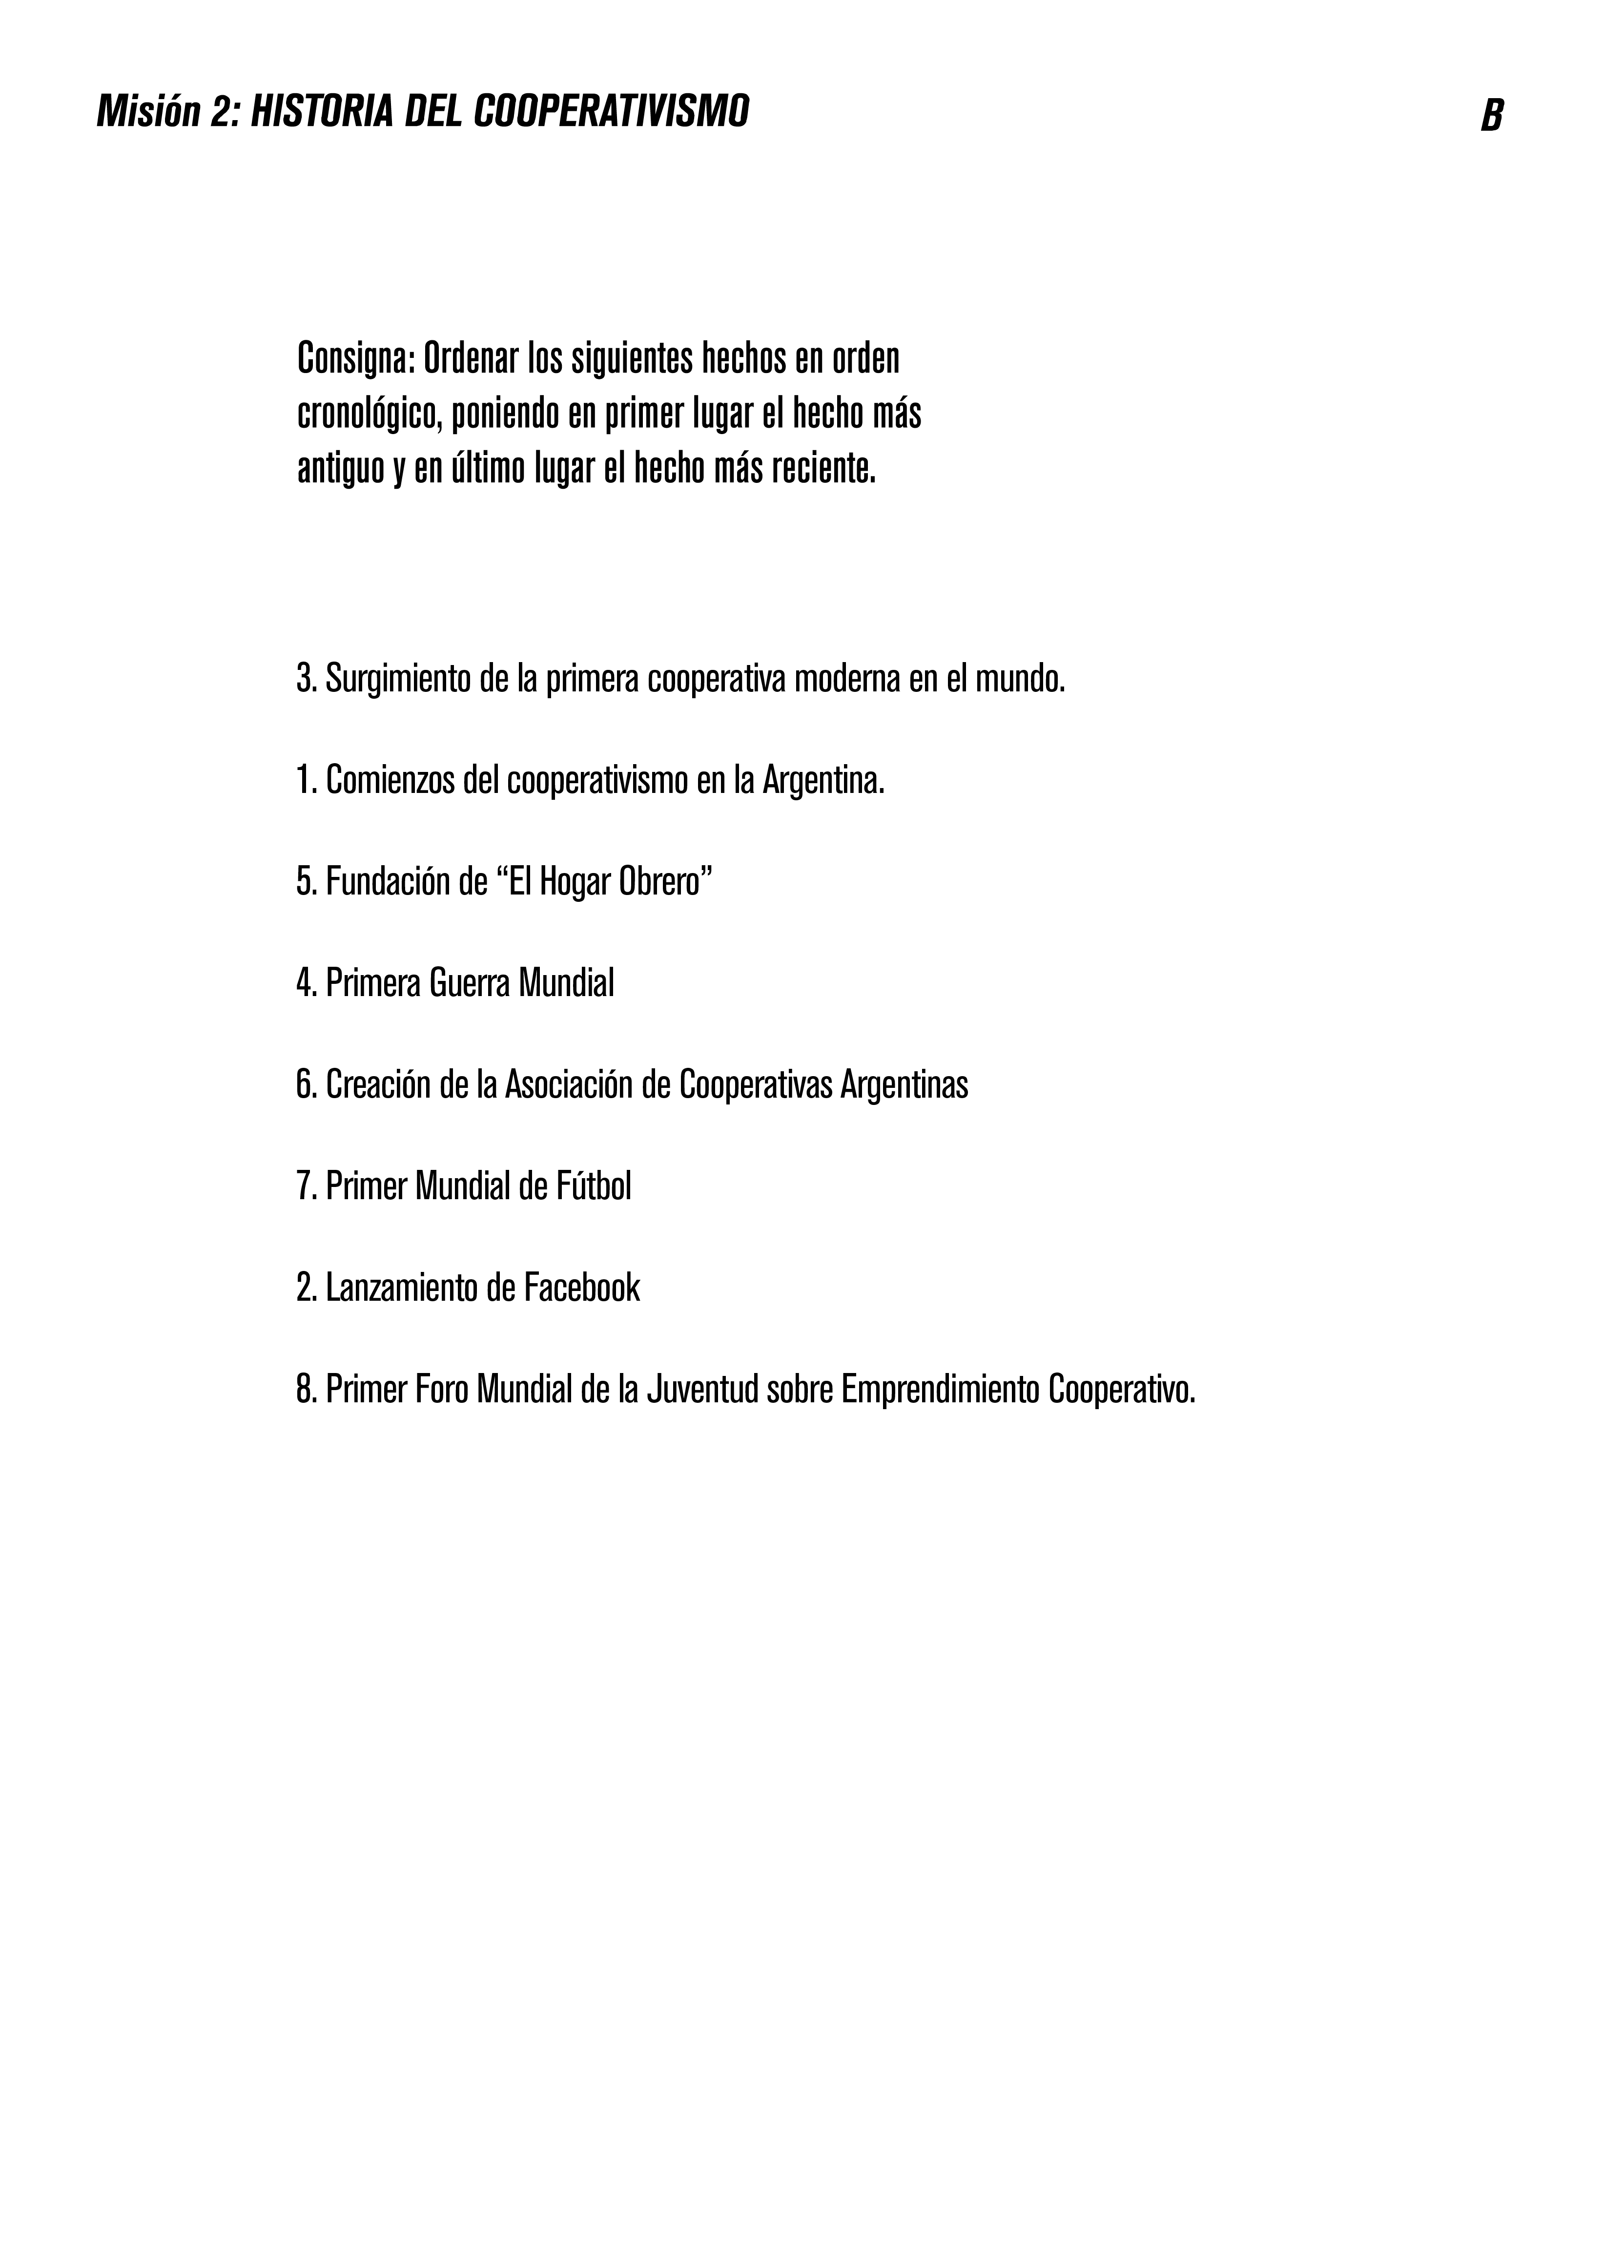 Misión 2: HISTORIA DEL COOPERATIVISMO
B
Consigna: Ordenar los siguientes hechos en orden
cronológico, poniendo en primer lugar el hecho más
antiguo y en último lugar el hecho más reciente.
3. Surgimiento de la primera cooperativa moderna en el mundo.
1. Comienzos del cooperativismo en la Argentina.
5. Fundación de “El Hogar Obrero”
4. Primera Guerra Mundial
6. Creación de la Asociación de Cooperativas Argentinas
7. Primer Mundial de Fútbol
2. Lanzamiento de Facebook
8. Primer Foro Mundial de la Juventud sobre Emprendimiento Cooperativo.